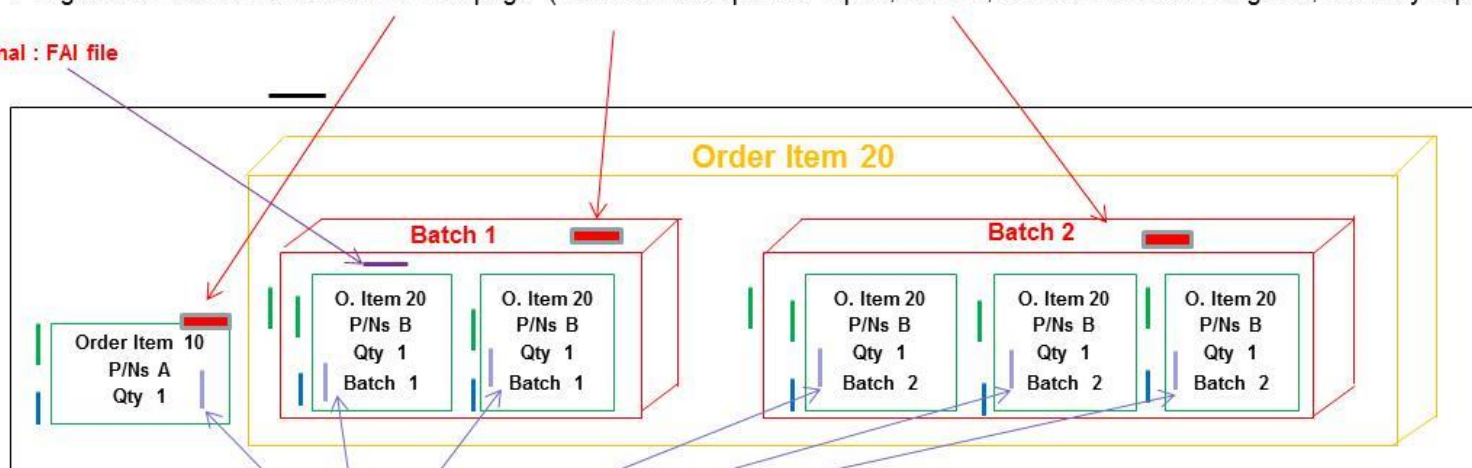 nal : FAI file
Order Item 20
Batch 1
Batch 2
Order Item 10
P/Ns A
Qty 1
O. Item 20
P/Ns B
Qty 1
Batch 1
O. Item 20
P/Ns B
Qty 1
Batch 1
O. Item 20
P/Ns B
Qty 1
Batch 2
O. Item 20
P/Ns B
Qty 1
Batch 2
O. Item 20
P/Ns B
Qty 1
Batch 2